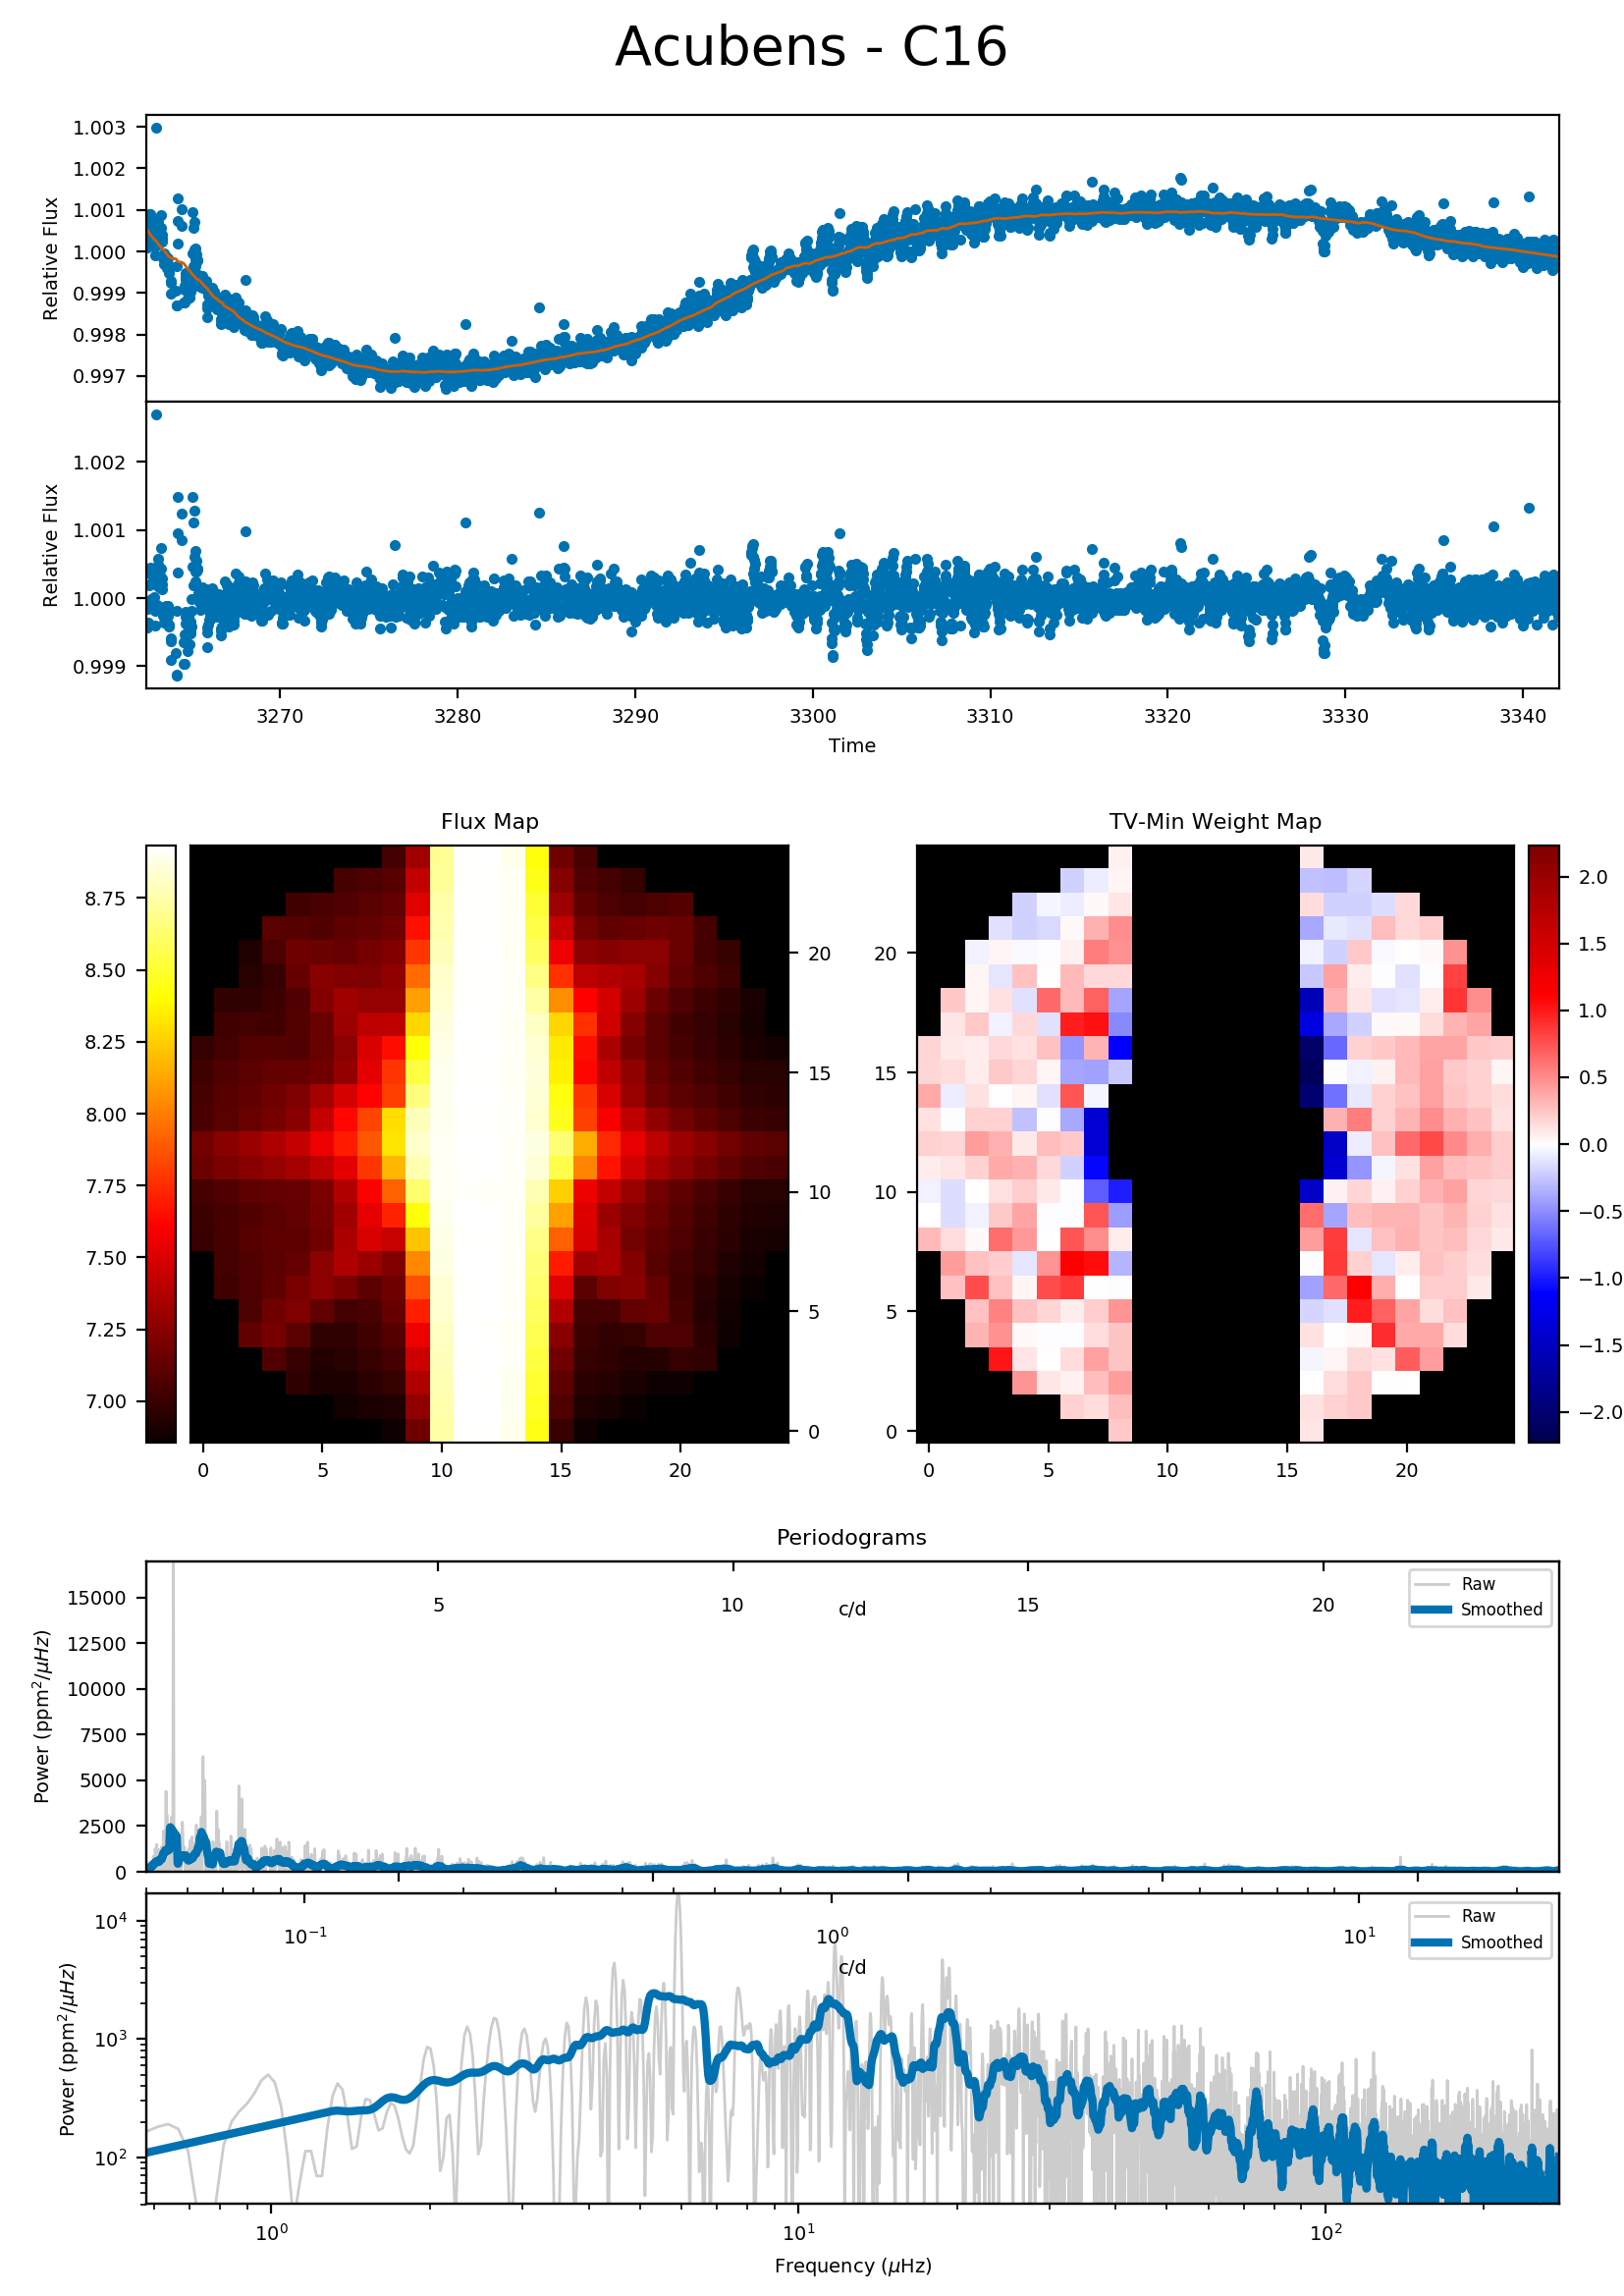 Acubens - C16
1.003
1.002
1.001
1.000
0.999
0.998
0.997
Relative Flux
1.002
1.001
1.000
0.999
Relative Flux
3270 3280 3290 3300 3310 3320 3330 3340
Time
Flux Map
TV-Min Weight Map
8.75
8.50
8.25
8.00
7.75
7.50
7.25
7.00
20
15
10
5
0
0 5 10 15 20
20
15
10
5
0
0 5 10 15 20
2.0
1.5
1.0
0.5
0.0
−0.5
−1.0
−1.5
−2.0
Periodograms
15000
12500
10000
7500
5000
2500
0
Power (ppm²/μHz)
5 10 15 20
c/d
Raw
Smoothed
10⁴
10³
10²
Power (ppm²/μHz)
10⁻¹ 10⁰ 10¹
c/d
Raw
Smoothed
10⁰ 10¹ 10²
Frequency (μHz)